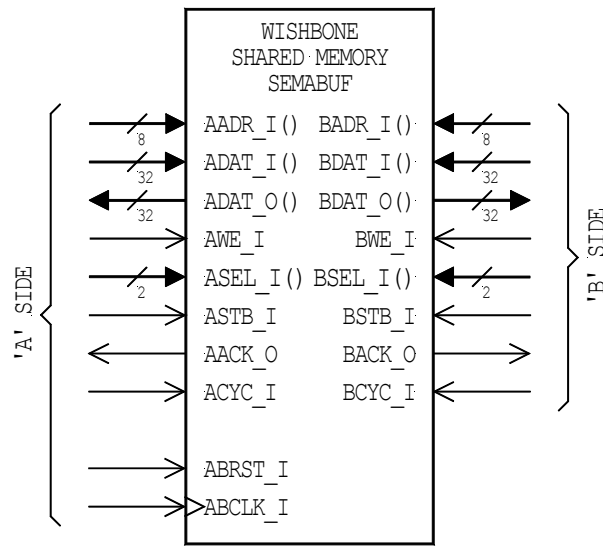 WISHBONE
SHARED MEMORY
SEMABUF
AADR_I() BADR_I()
8 8
ADAT_I() BDAT_I()
32 32
ADAT_O() BDAT_O()
32 32
AWE_I BWE_I
ASEL_I() BSEL_I()
2 2
ASTB_I BSTB_I
AACK_O BACK_O
ACYC_I BCYC_I
ABRST_I
ABCLK_I
'A' SIDE
'B' SIDE